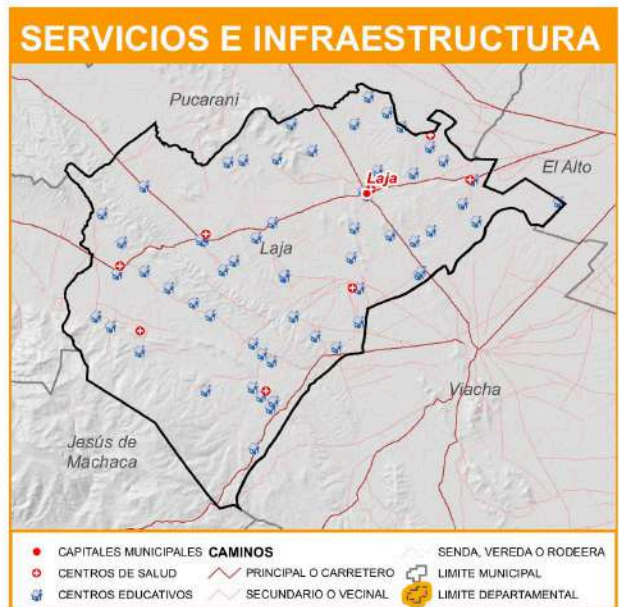 SERVICIOS E INFRAESTRUCTURA
Pucarani
El Alto
Laja
Laja
Viacha
Jesús de
Machaca
CAPITALES MUNICIPALES
CENTROS DE SALUD
CENTROS EDUCATIVOS
CAMINOS
PRINCIPAL O CARRETERO
SECUNDARIO O VECINAL
SENDA, VEREDA O RODEERA
LIMITE MUNICIPAL
LIMITE DEPARTAMENTAL